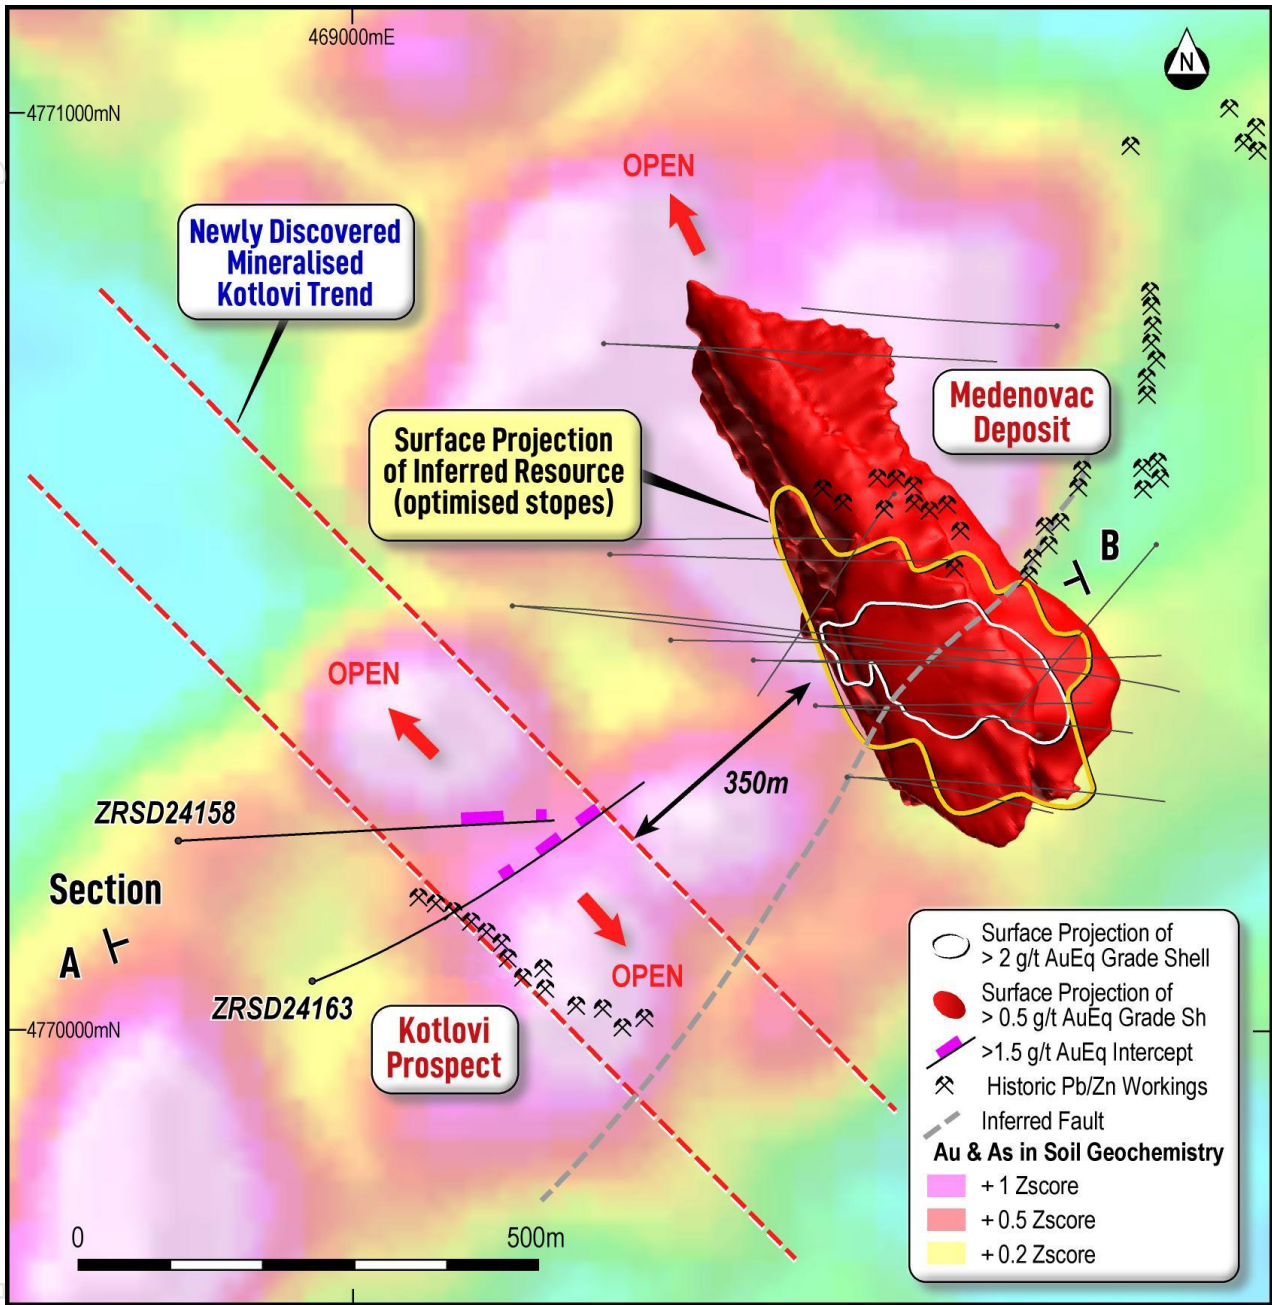 469000mE
N
4771000mN
OPEN
Newly Discovered
Mineralised
Kotlovi Trend
Medenovac
Deposit
Surface Projection
of Inferred Resource
(optimised stopes)
B
OPEN
350m
ZRSD24158
Section
A
OPEN
ZRSD24163
4770000mN
Kotlovi
Prospect
Surface Projection of
> 2 g/t AuEq Grade Shell
Surface Projection of
> 0.5 g/t AuEq Grade Sh
>1.5 g/t AuEq Intercept
Historic Pb/Zn Workings
Inferred Fault
Au & As in Soil Geochemistry
+ 1 Zscore
+ 0.5 Zscore
+ 0.2 Zscore
0 500m